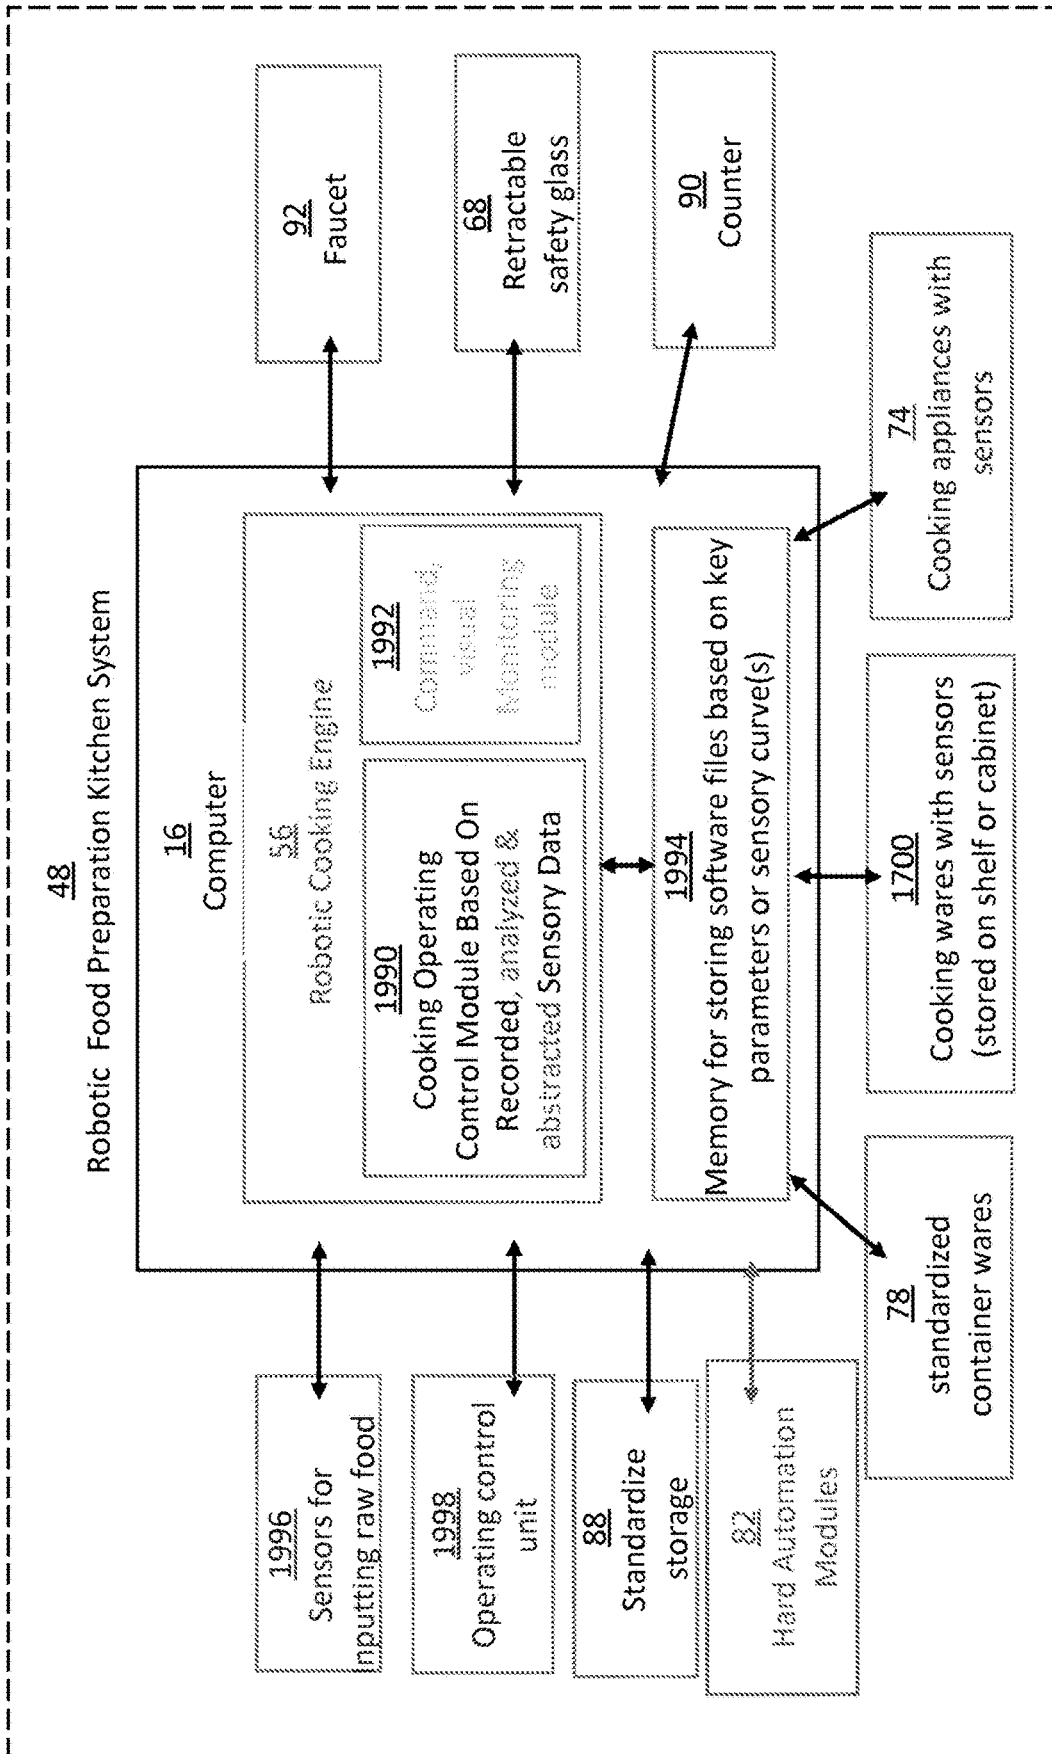 48
Robotic Food Preparation Kitchen System
16
Computer
56
Robotic Cooking Engine
1990
Cooking Operating
Control Module Based On
Recorded, analyzed &
abstracted Sensory Data
1992
Command,
visual
Monitoring
module
1994
Memory for storing software files based on key
parameters or sensory curve(s)
1996
Sensors for
inputting raw food
1998
Operating control
unit
88
Standardize
storage
82
Hard Automation
Modules
92
Faucet
68
Retractable
safety glass
90
Counter
78
standardized
container wares
1700
Cooking wares with sensors
(stored on shelf or cabinet)
74
Cooking appliances with
sensors